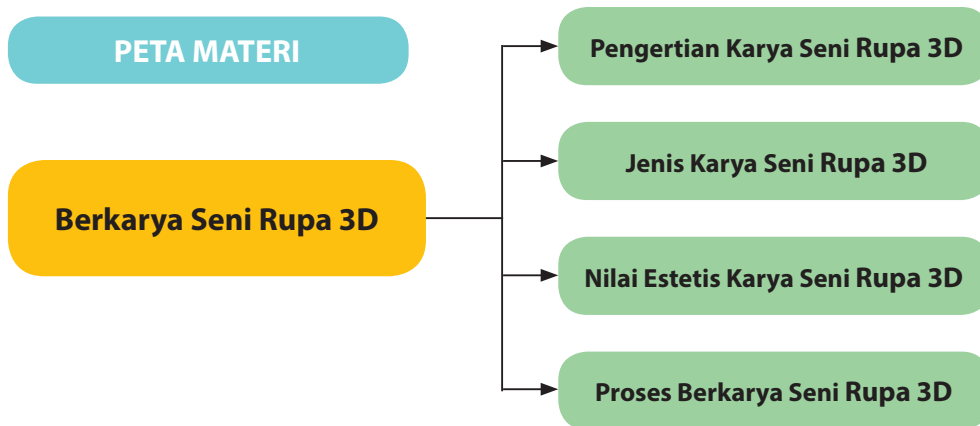 PETA MATERI
Berkarya Seni Rupa 3D
Pengertian Karya Seni Rupa 3D
Jenis Karya Seni Rupa 3D
Nilai Estetis Karya Seni Rupa 3D
Proses Berkarya Seni Rupa 3D